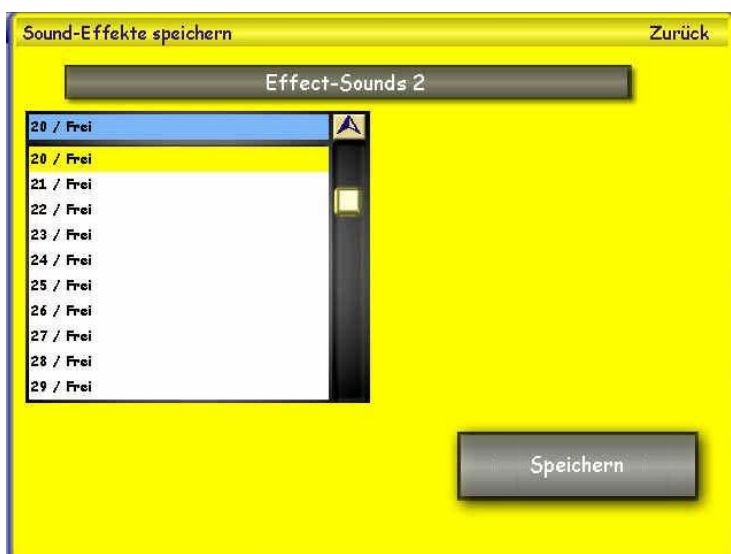 Sound-Effekte speichern Zurück
Effect-Sounds 2
20 / Frei
20 / Frei
21 / Frei
22 / Frei
23 / Frei
24 / Frei
25 / Frei
26 / Frei
27 / Frei
28 / Frei
29 / Frei
Speichern